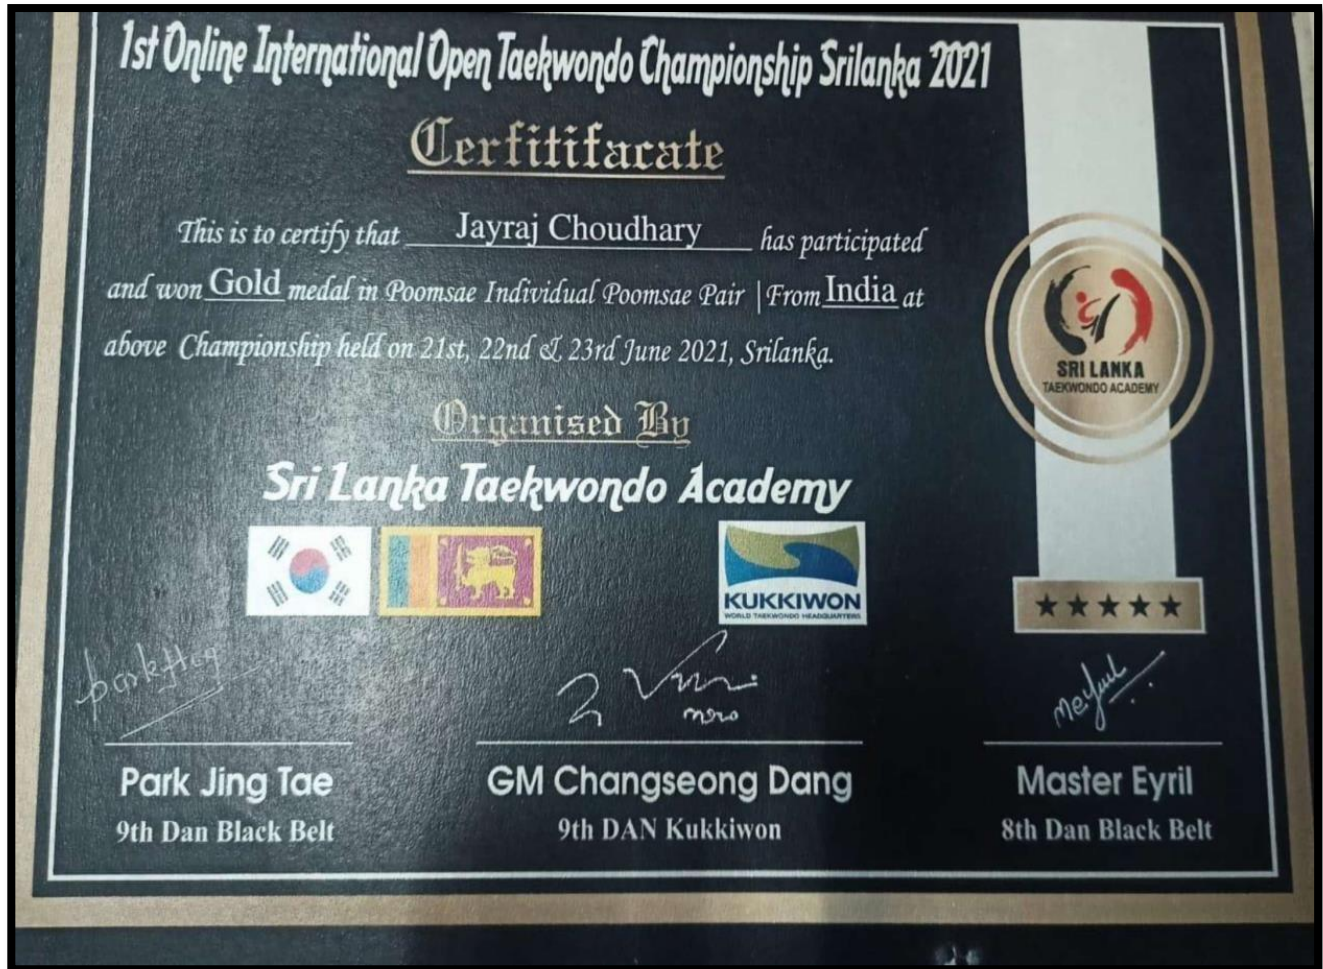 1st Online International Open Taekwondo Championship Srilanka 2021
Cerfitifacate
This is to certify that Jayraj Choudhary has participated
and won Gold medal in Poomsae Individual Poomsae Pair | From India at
above Championship held on 21st, 22nd & 23rd June 2021, Srilanka.
SRI LANKA
TAEKWONDO ACADEMY
Organised By
Sri Lanka Taekwondo Academy
KUKKIWON
WORLD TAEKWONDO HEADQUARTERS
Park Jing Tae
GM Changseong Dang
Master Eyril
9th Dan Black Belt
9th DAN Kukkiwon
8th Dan Black Belt